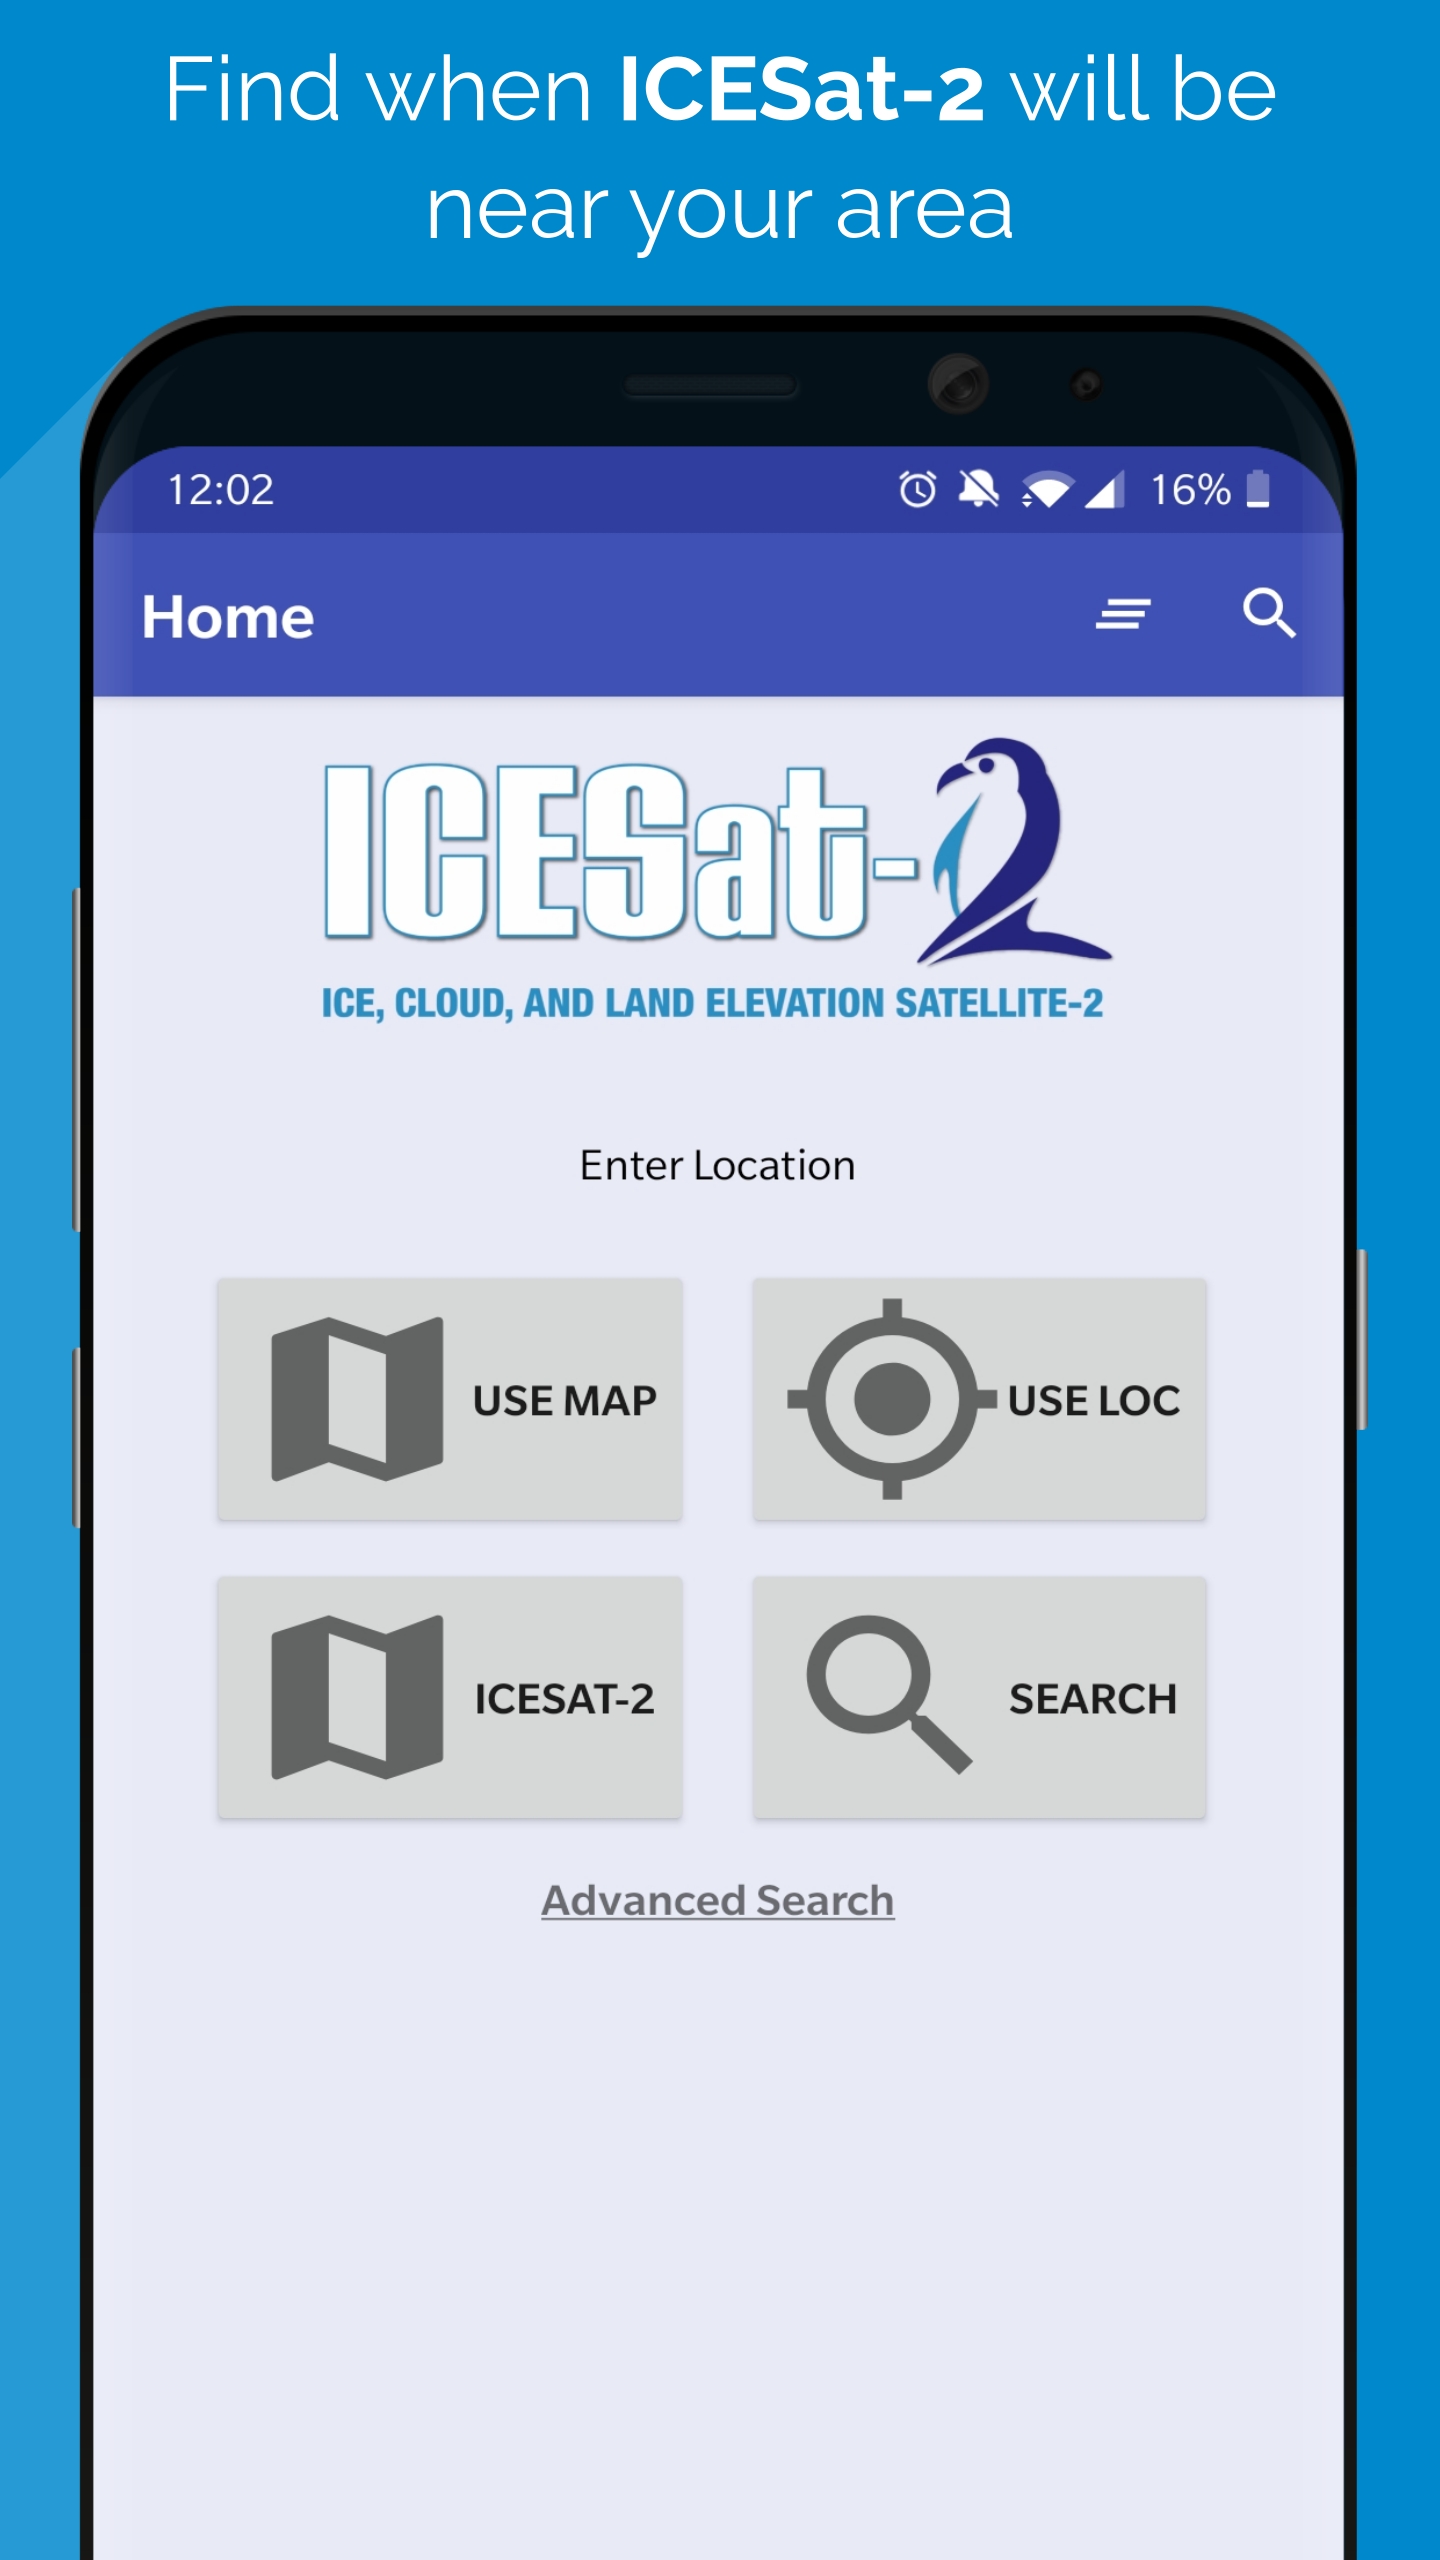 Find when ICESat-2 will be
near your area
12:02 16%
Home
ICESat-2
ICE, CLOUD, AND LAND ELEVATION SATELLITE-2
Enter Location
USE MAP USE LOC
ICESAT-2 SEARCH
Advanced Search